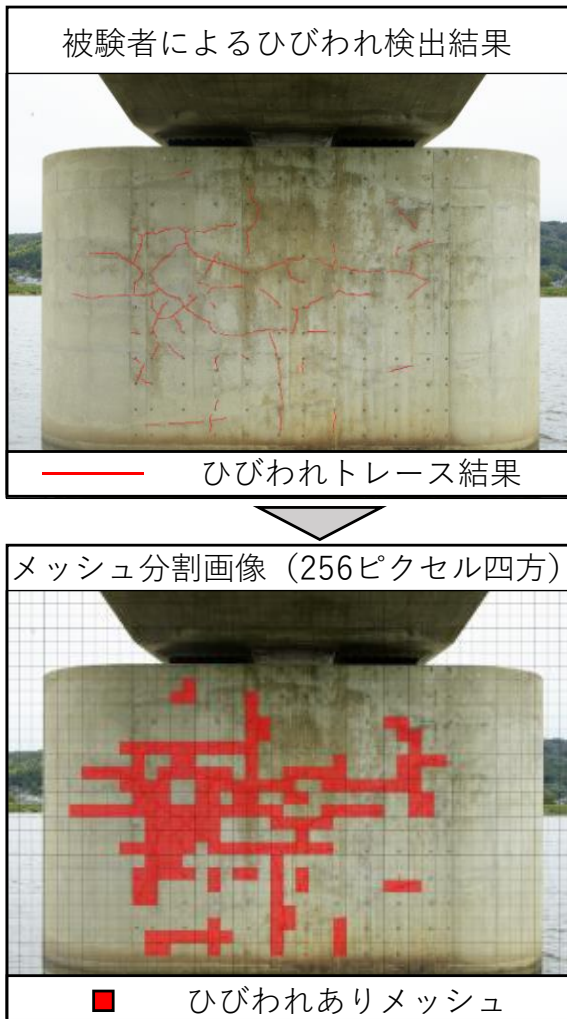 被験者によるひびわれ検出結果
ひびわれトレース結果
メッシュ分割画像（256ピクセル四方）
ひびわれありメッシュ